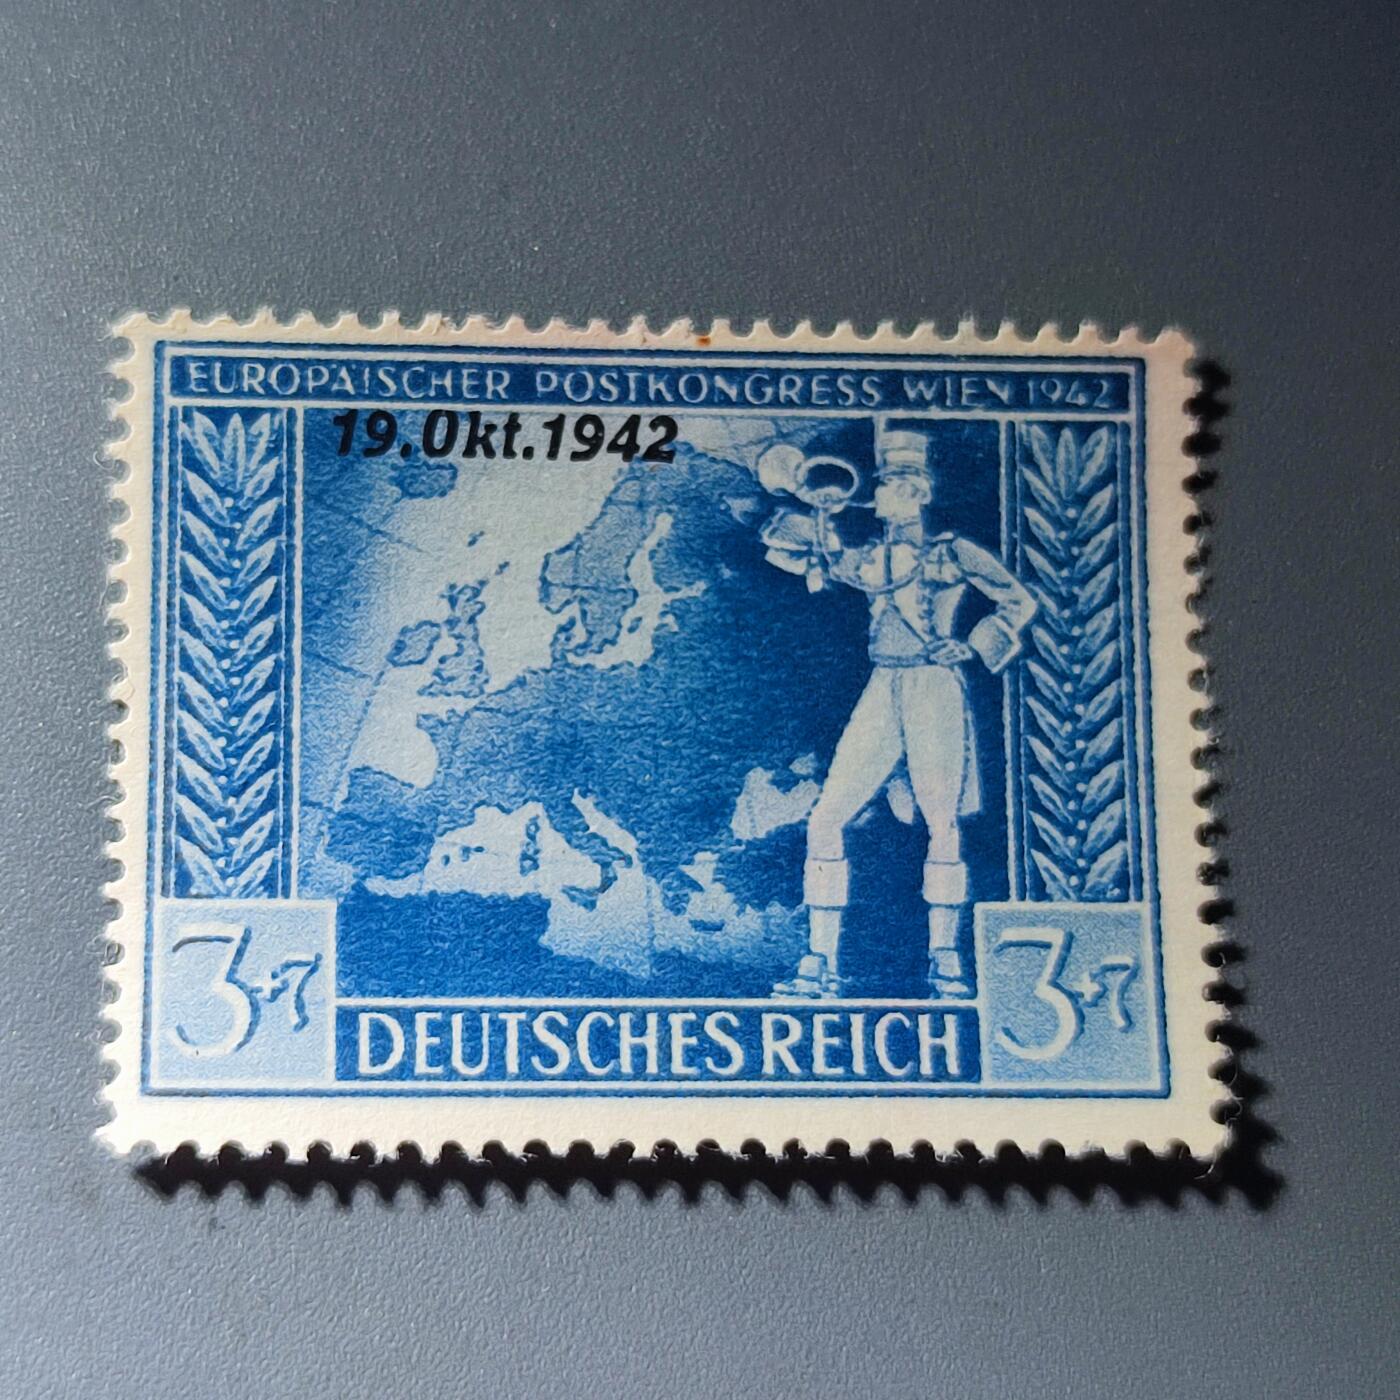 EUROPÄISCHER POSTKONGRESS WIEN 1942
19.Okt.1942
3+7
DEUTSCHES REICH
3+7